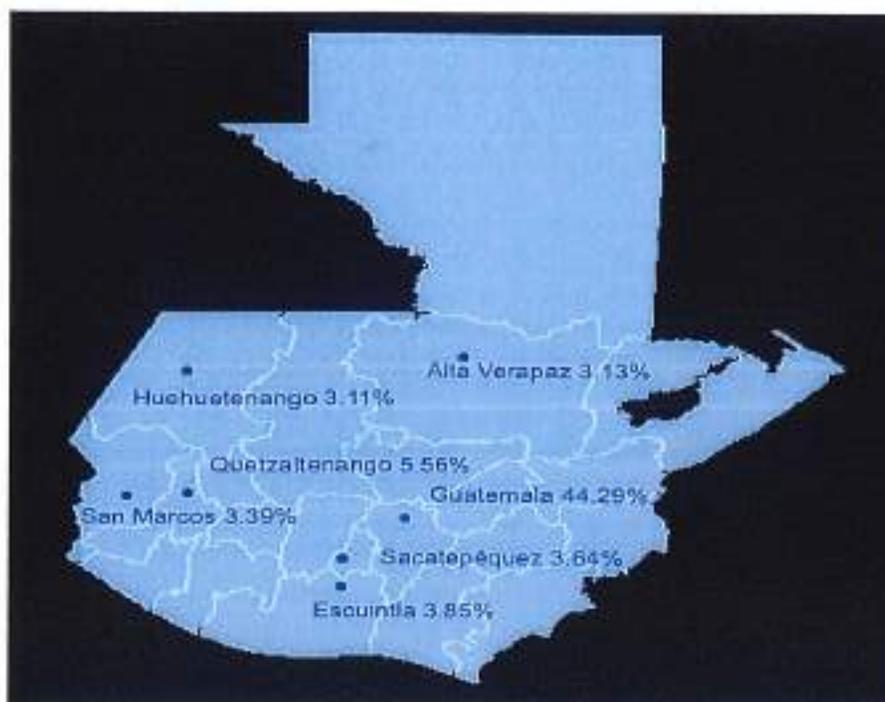 Alta Verapaz 3.13%
Huehuetenango 3.11%
Quetzaltenango 5.56%
Guatemala 44.29%
San Marcos 3.39%
Sacatepéquez 3.64%
Escuintla 3.85%